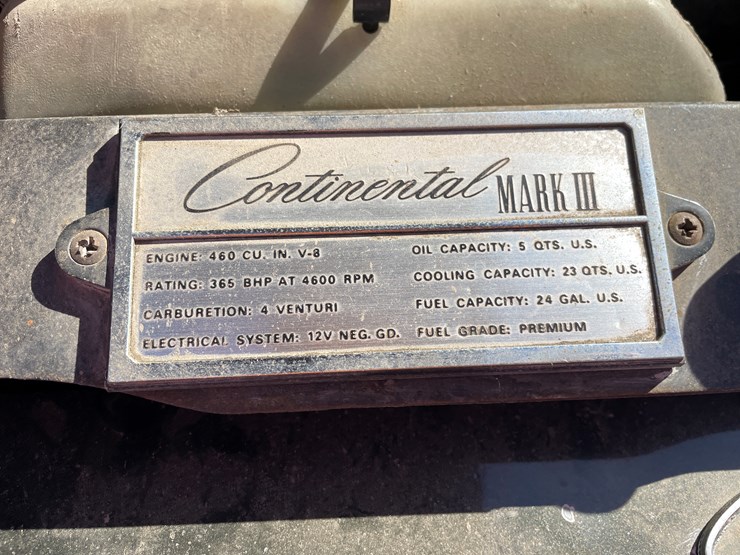 Continental MARK III
ENGINE: 460 CU. IN. V-8
RATING: 365 BHP AT 4600 RPM
CARBURETION: 4 VENTURI
ELECTRICAL SYSTEM: 12V NEG. GD.
OIL CAPACITY: 5 QTS. U.S.
COOLING CAPACITY: 23 QTS. U.S.
FUEL CAPACITY: 24 GAL. U.S.
FUEL GRADE: PREMIUM